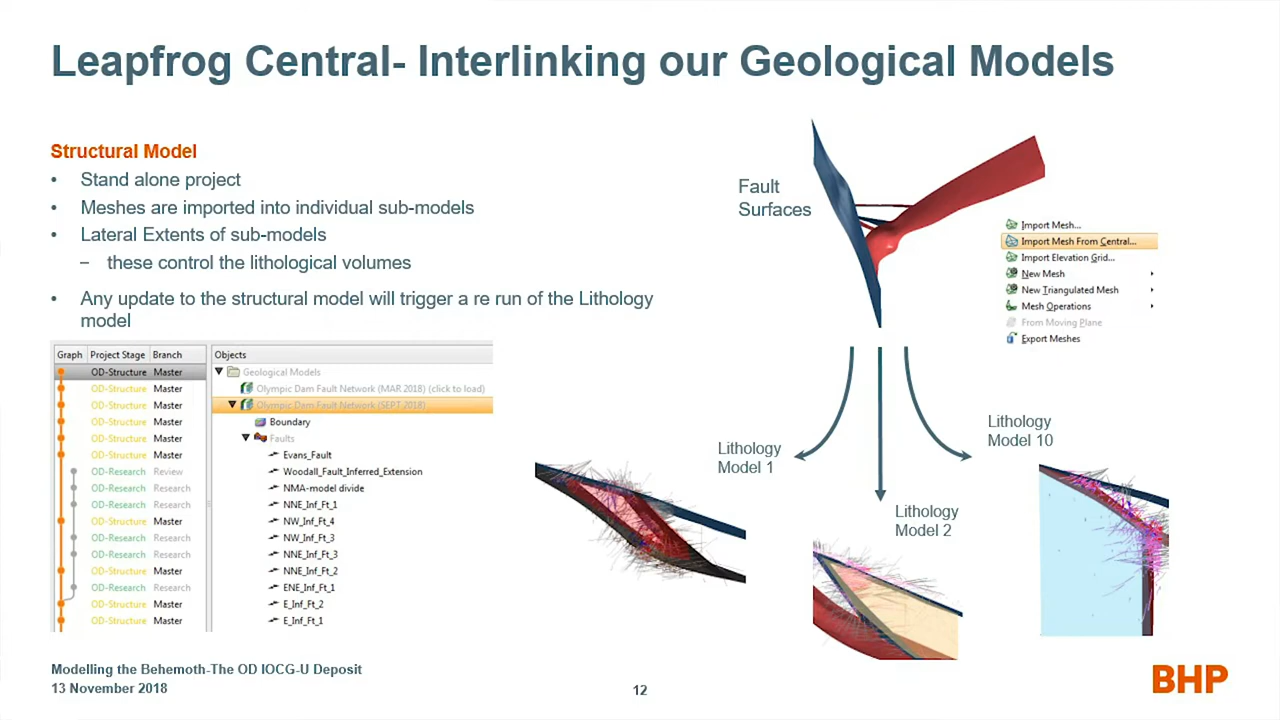 Leapfrog Central- Interlinking our Geological Models
Structural Model
• Stand alone project
• Meshes are imported into individual sub-models
• Lateral Extents of sub-models
– these control the lithological volumes
• Any update to the structural model will trigger a re run of the Lithology
model
Fault
Surfaces
Import Mesh...
Import Mesh From Central...
Import Elevation Grid...
New Mesh
New Triangulated Mesh
Mesh Operations
From Moving Plane
Export Meshes
Lithology
Model 1
Lithology
Model 2
Lithology
Model 10
Graph Project Stage Branch Objects
OD-Structure Master Geological Models
OD-Structure Master Olympic Dam Fault Network (MAR 2018) (click to load)
OD-Structure Master Olympic Dam Fault Network (SEPT 2018)
OD-Structure Master Boundary
OD-Structure Master Faults
OD-Structure Master Evans_Fault
OD-Research Review Woodall_Fault_Inferred_Extension
OD-Research Research NMA-model divide
OD-Research Research NNE_Inf_Ft_1
OD-Structure Master NW_Inf_Ft_4
OD-Research Research NW_Inf_Ft_3
OD-Research Research NNE_Inf_Ft_3
OD-Structure Master NNE_Inf_Ft_2
OD-Research Research ENE_Inf_Ft_1
OD-Structure Master E_Inf_Ft_2
OD-Structure Master E_Inf_Ft_1
Modelling the Behemoth-The OD IOCG-U Deposit
13 November 2018
12
BHP